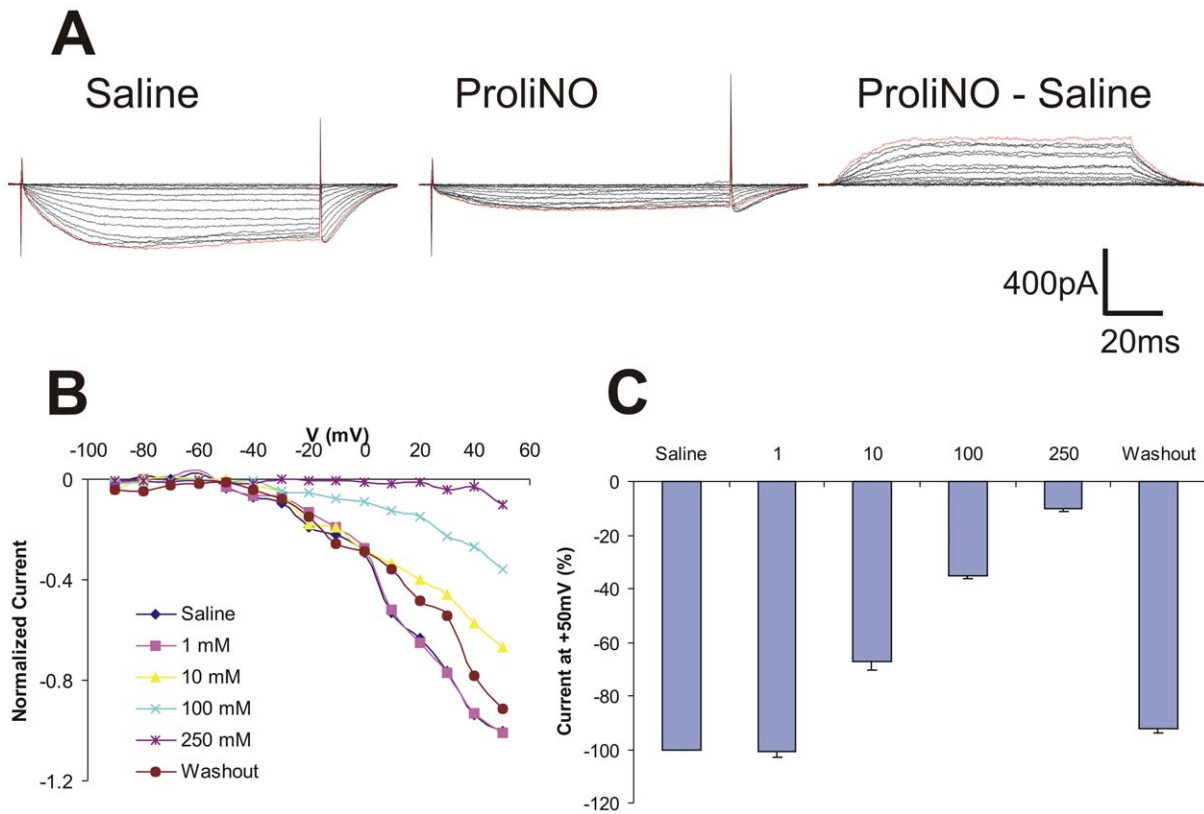 A
Saline
ProliNO
ProliNO - Saline
400pA
20ms
B
V (mV)
-100 -80 -60 -40 -20 0 20 40 60
0
-0.4
-0.8
-1.2
Normalized Current
Saline
1 mM
10 mM
100 mM
250 mM
Washout
C
Saline 1 10 100 250 Washout
0
-20
-40
-60
-80
-100
-120
Current at +50mV (%)